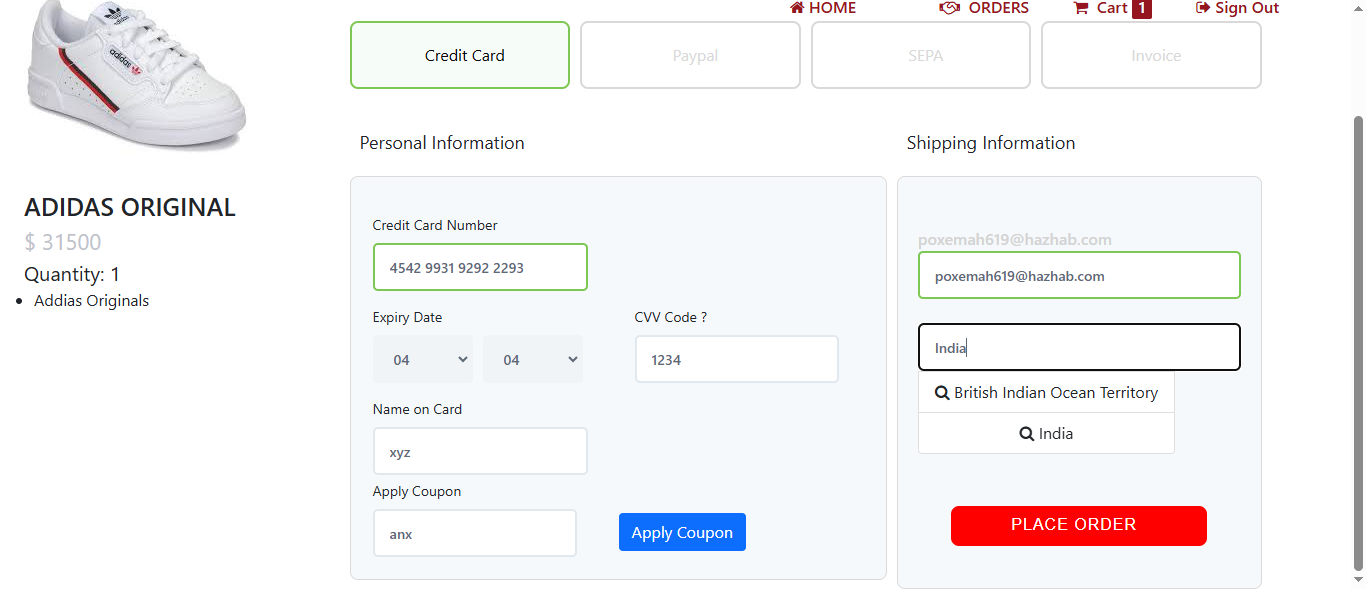 HOME
ORDERS
Cart 1
Sign Out
adidas
ADIDAS ORIGINAL
$ 31500
Quantity: 1
Addias Originals
Credit Card
Paypal
SEPA
Invoice
Personal Information
Credit Card Number
4542 9931 9292 2293
Expiry Date
04
04
CVV Code ?
1234
Name on Card
xyz
Apply Coupon
anx
Apply Coupon
Shipping Information
poxemah619@hazhab.com
poxemah619@hazhab.com
India
British Indian Ocean Territory
India
PLACE ORDER